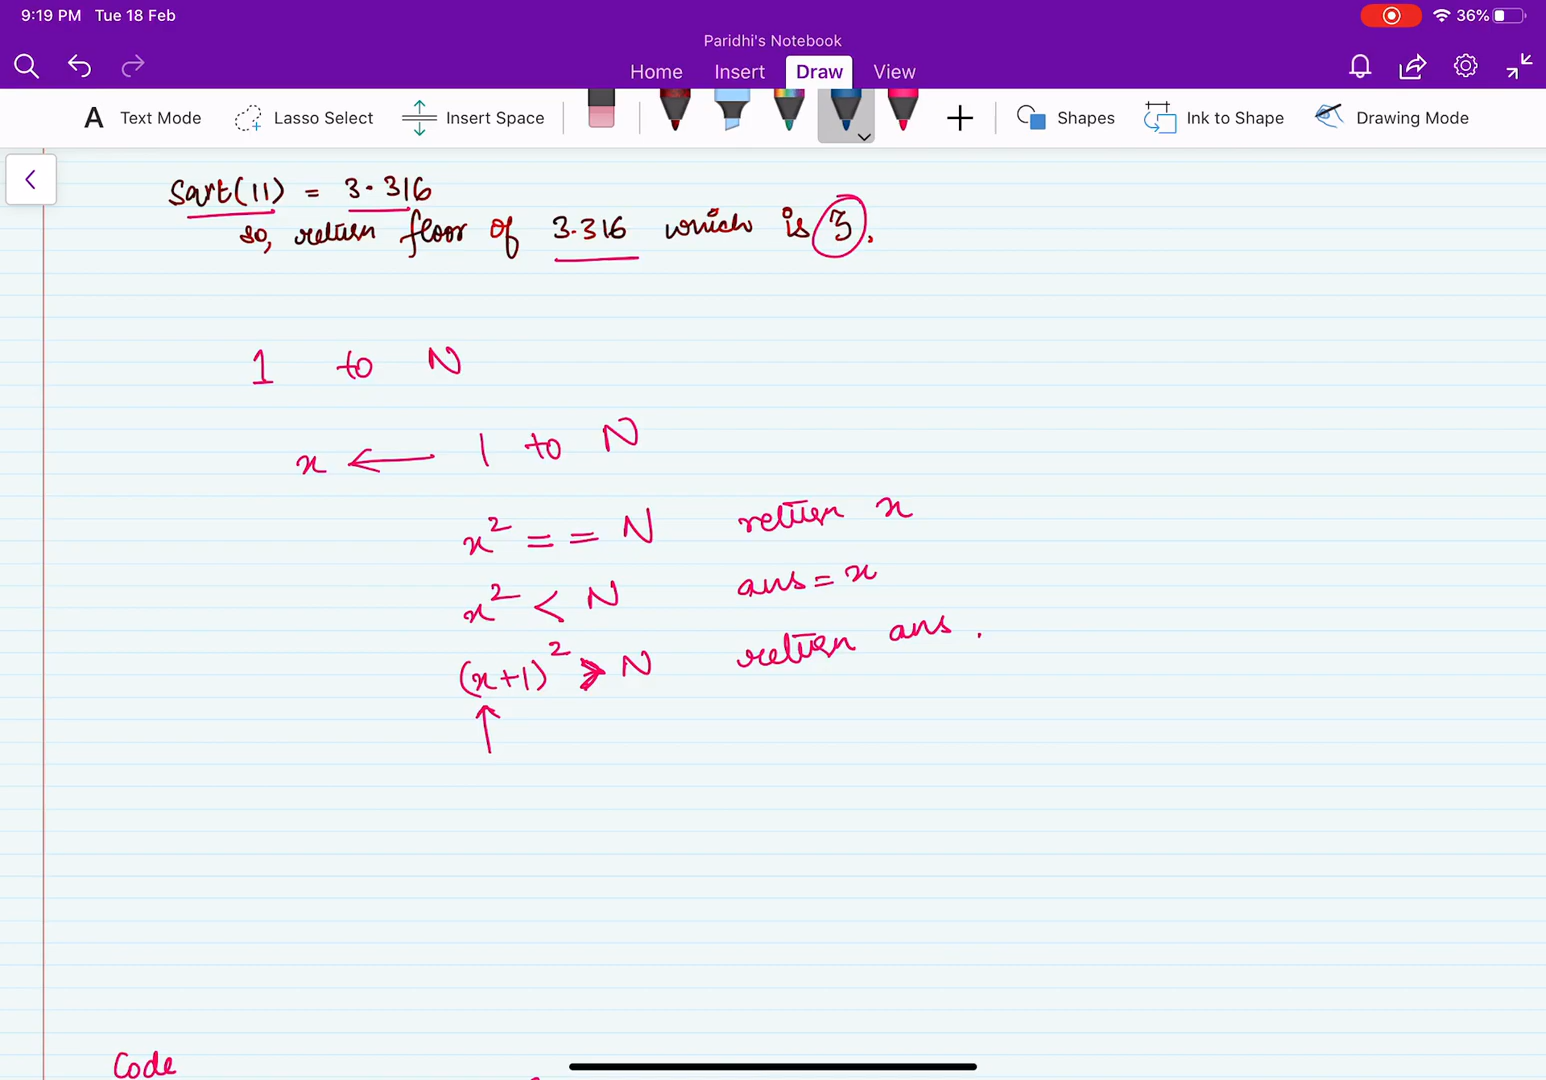 9:19 PM Tue 18 Feb
36%
Paridhi's Notebook
Home Insert Draw View
A Text Mode Lasso Select Insert Space Shapes Ink to Shape Drawing Mode
Sqrt(11) = 3.316
so, return floor of 3.316 which is 3.
1 to N
x ← 1 to N
x² == N return x
x² < N ans = x
(x+1)² > N return ans.
↑
Code